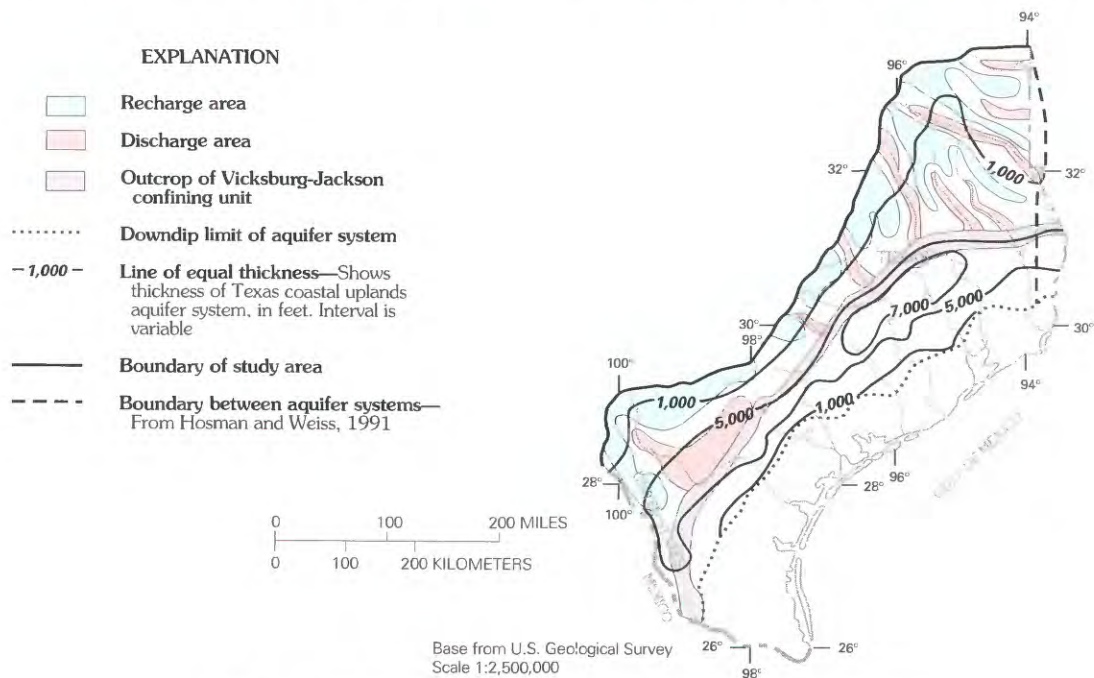 EXPLANATION
Recharge area
Discharge area
Outcrop of Vicksburg-Jackson
confining unit
Downdip limit of aquifer system
–1,000– Line of equal thickness—Shows
thickness of Texas coastal uplands
aquifer system, in feet. Interval is
variable
Boundary of study area
Boundary between aquifer systems—
From Hosman and Weiss, 1991
0 100 200 MILES
0 100 200 KILOMETERS
Base from U.S. Geological Survey
Scale 1:2,500,000
94°
96°
32°
1,000
32°
7,000
5,000
30°
98°
30°
100°
94°
1,000
5,000
1,000
GULF OF MEXICO
28°
100°
28°
96°
MEXICO
26°
98°
26°